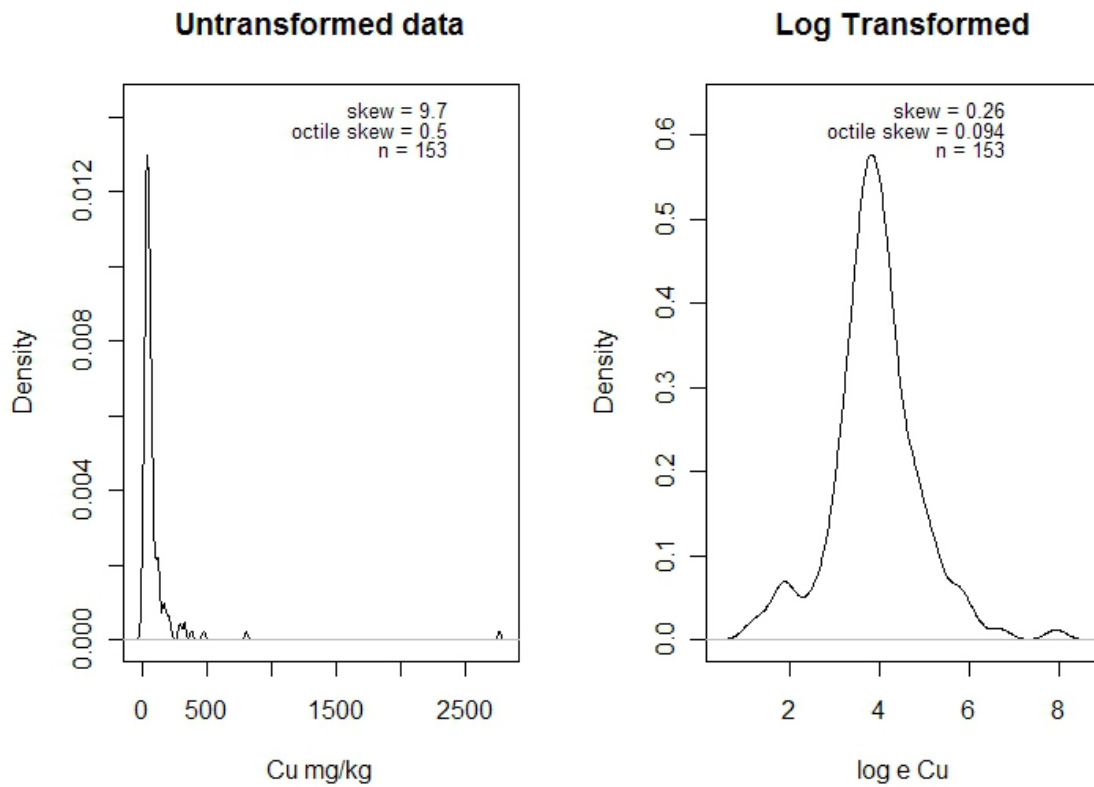 Untransformed data
skew = 9.7
octile skew = 0.5
n = 153
0.012
0.008
0.004
0.000
Density
0 500 1500 2500
Cu mg/kg
Log Transformed
skew = 0.26
octile skew = 0.094
n = 153
0.6
0.5
0.4
0.3
0.2
0.1
0.0
Density
2 4 6 8
log e Cu